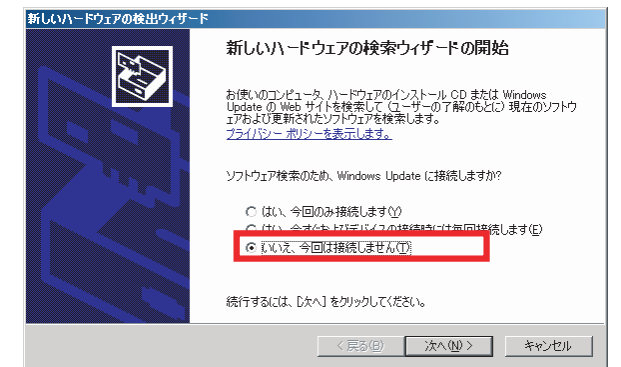 新しいハードウェアの検出ウィザード
新しいハードウェアの検索ウィザードの開始
お使いのコンピュータ、ハードウェアのインストール CD または Windows
Update の Web サイトを検索して (ユーザーの了解のもとに) 現在のソフトウ
ェアおよび更新されたソフトウェアを検索します。
プライバシー ポリシーを表示します。
ソフトウェア検索のため、Windows Update に接続しますか?
はい、今回のみ接続します(Y)
はい、今すぐおよびデバイスの接続時には毎回接続します(E)
いいえ、今回は接続しません(T)
続行するには、[次へ] をクリックしてください。
< 戻る(B)
次へ(N) >
キャンセル